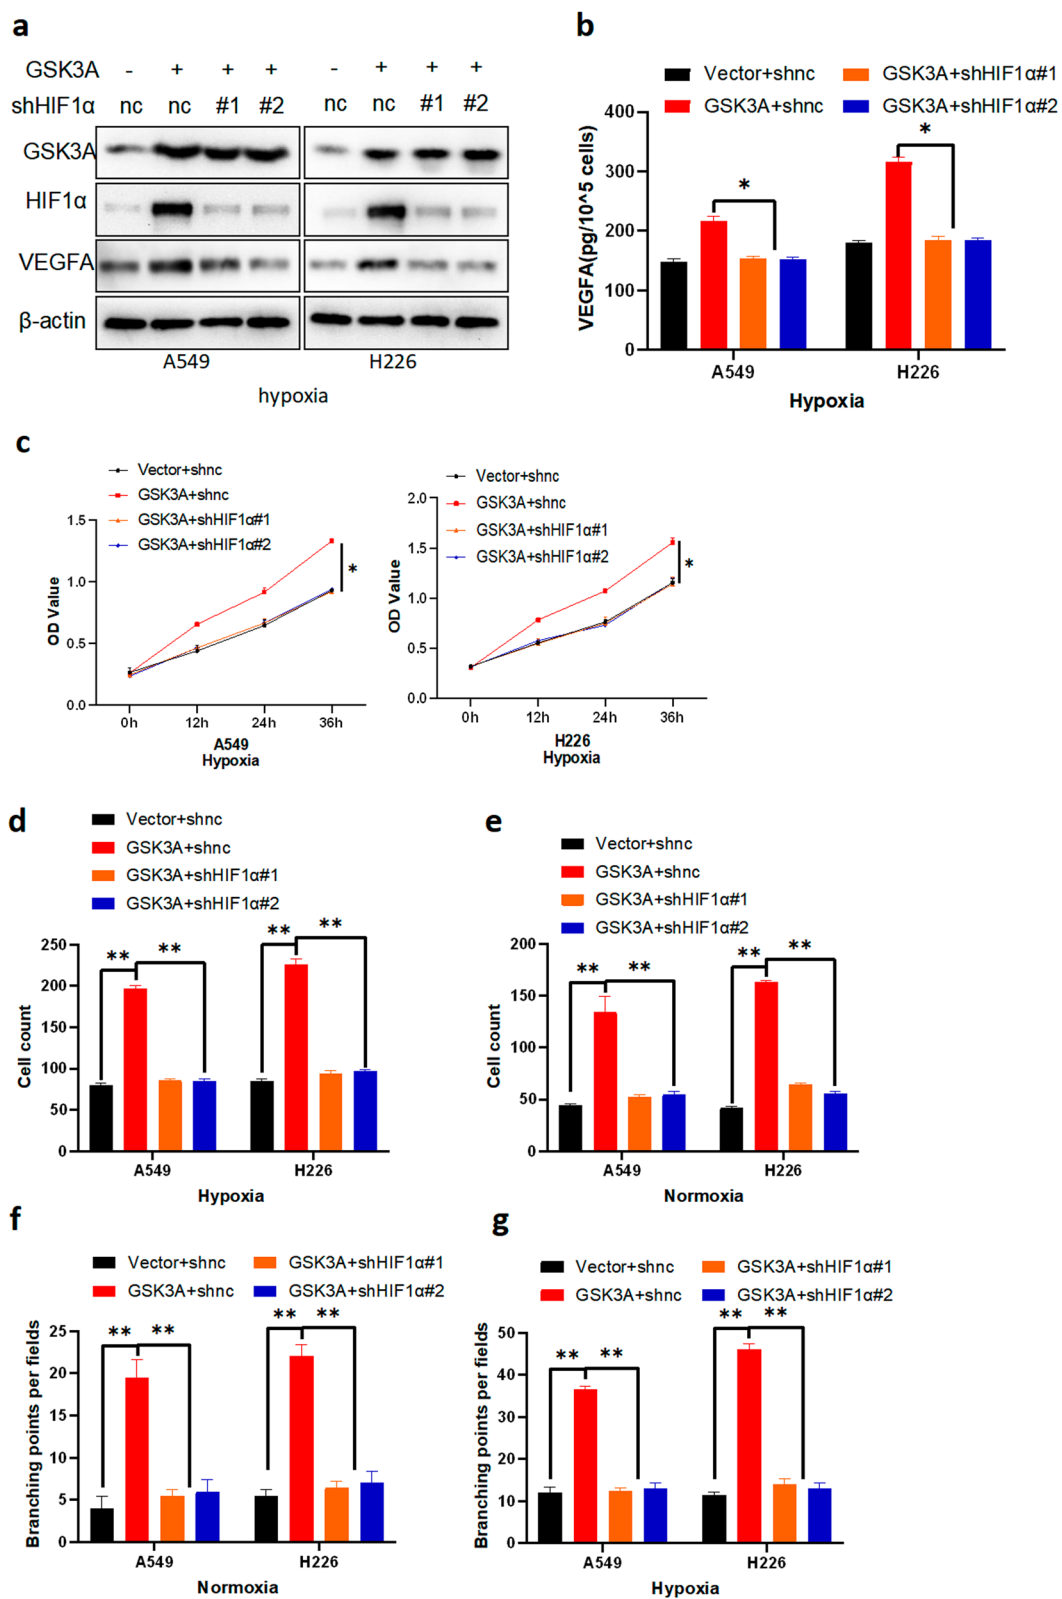 a
GSK3A - + + + - + + +
shHIF1α nc nc #1 #2 nc nc #1 #2
GSK3A
HIF1α
VEGFA
β-actin
A549 H226
hypoxia
b
Vector+shnc GSK3A+shHIF1α#1
GSK3A+shnc GSK3A+shHIF1α#2
VEGFA(pg/10^5 cells)
400
300
200
100
0
* *
A549 H226
Hypoxia
c
Vector+shnc
GSK3A+shnc
GSK3A+shHIF1α#1
GSK3A+shHIF1α#2
OD Value
1.5
1.0
0.5
0.0
*
0h 12h 24h 36h
A549
Hypoxia
Vector+shnc
GSK3A+shnc
GSK3A+shHIF1α#1
GSK3A+shHIF1α#2
OD Value
2.0
1.5
1.0
0.5
0.0
*
0h 12h 24h 36h
H226
Hypoxia
d
Vector+shnc
GSK3A+shnc
GSK3A+shHIF1α#1
GSK3A+shHIF1α#2
Cell count
250
200
150
100
50
0
** ** ** **
A549 H226
Hypoxia
e
Vector+shnc
GSK3A+shnc
GSK3A+shHIF1α#1
GSK3A+shHIF1α#2
Cell count
200
150
100
50
0
** ** ** **
A549 H226
Normoxia
f
Vector+shnc GSK3A+shHIF1α#1
GSK3A+shnc GSK3A+shHIF1α#2
Branching points per fields
25
20
15
10
5
0
** ** ** **
A549 H226
Normoxia
g
Vector+shnc GSK3A+shHIF1α#1
GSK3A+shnc GSK3A+shHIF1α#2
Branching points per fields
50
40
30
20
10
0
** ** ** **
A549 H226
Hypoxia